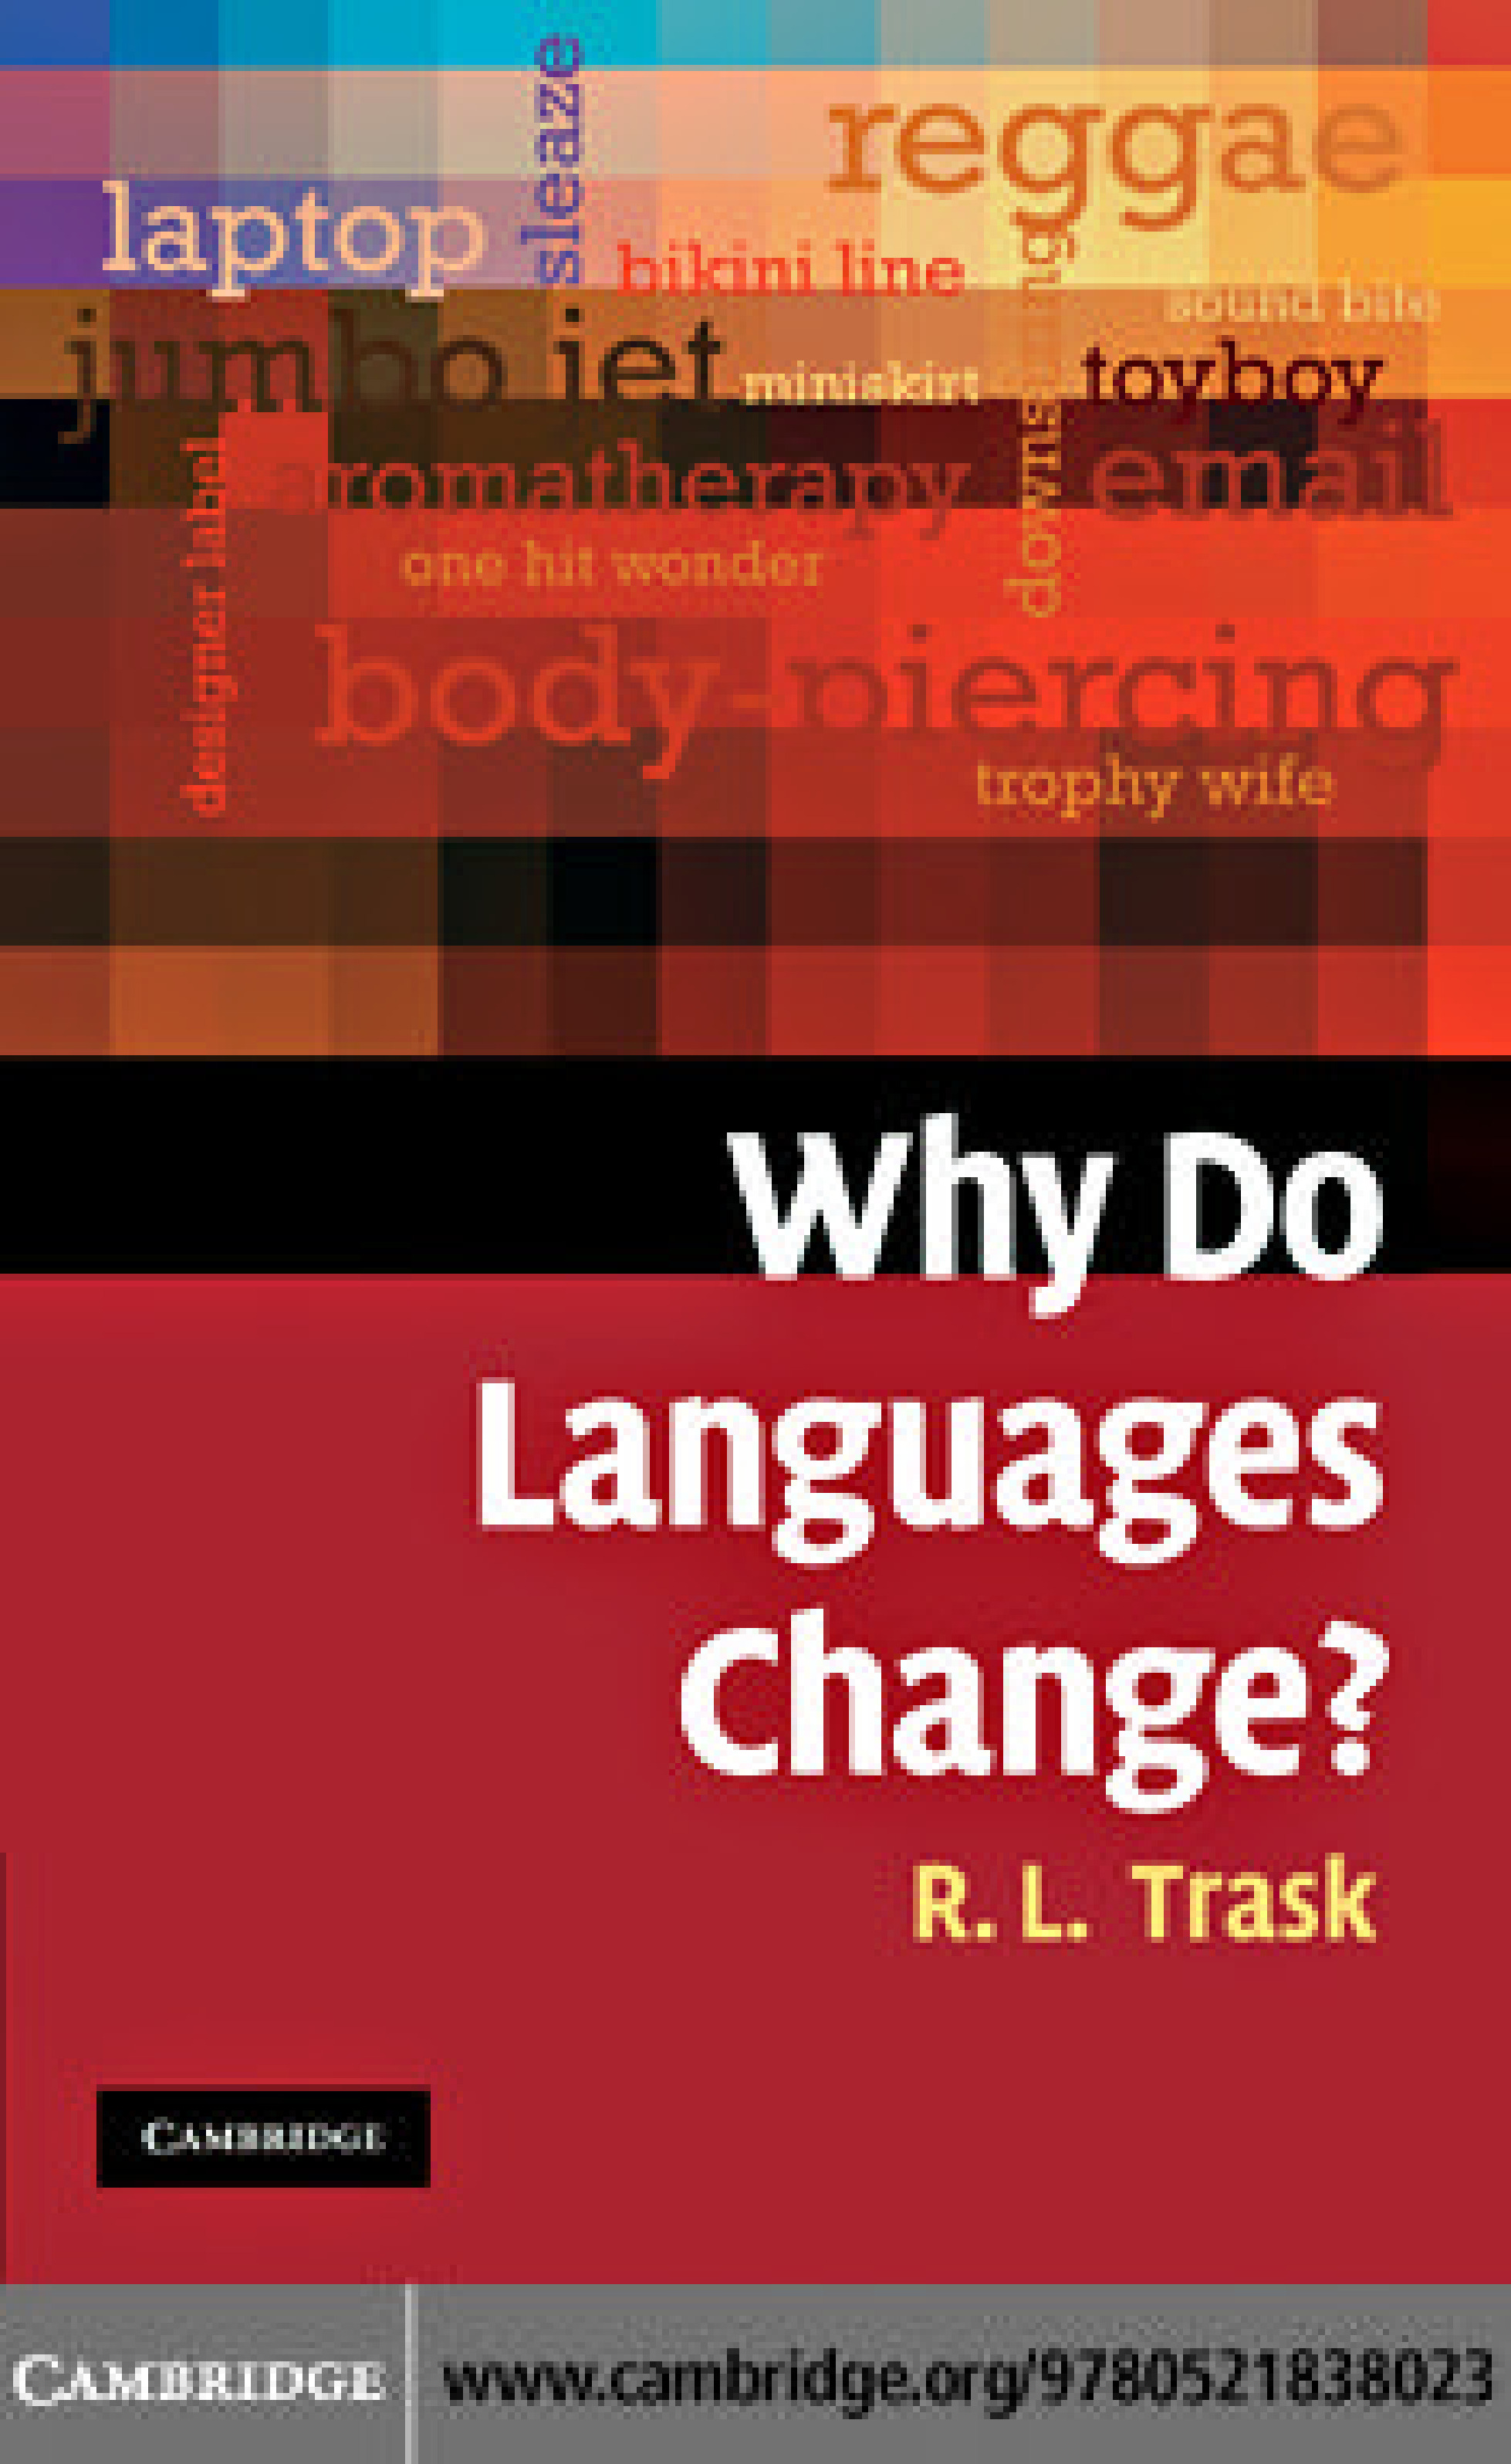 sleaze
reggae
laptop
bikini line
sound bite
jumbo jet
miniskirt
toyboy
downsizing
aromatherapy
email
designer label
one hit wonder
body-piercing
trophy wife
Why Do
Languages
Change?
R. L. Trask
CAMBRIDGE
CAMBRIDGE
www.cambridge.org/9780521838023